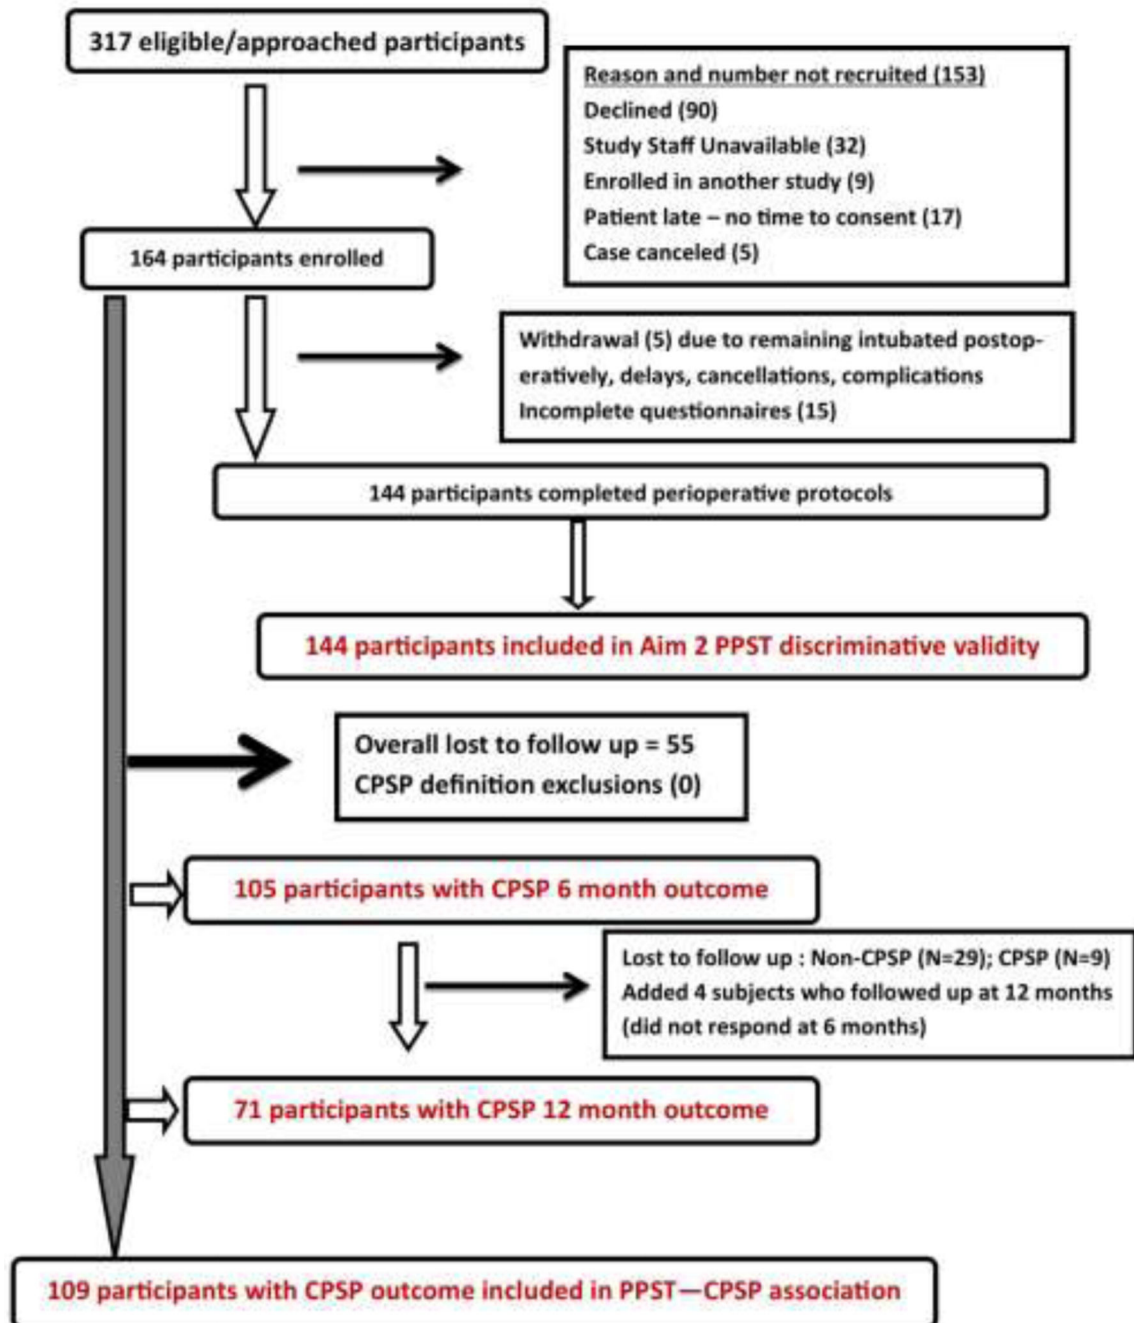 317 eligible/approached participants
Reason and number not recruited (153)
Declined (90)
Study Staff Unavailable (32)
Enrolled in another study (9)
Patient late – no time to consent (17)
Case canceled (5)
164 participants enrolled
Withdrawal (5) due to remaining intubated postop-
eratively, delays, cancellations, complications
Incomplete questionnaires (15)
144 participants completed perioperative protocols
144 participants included in Aim 2 PPST discriminative validity
Overall lost to follow up = 55
CPSP definition exclusions (0)
105 participants with CPSP 6 month outcome
Lost to follow up : Non-CPSP (N=29); CPSP (N=9)
Added 4 subjects who followed up at 12 months
(did not respond at 6 months)
71 participants with CPSP 12 month outcome
109 participants with CPSP outcome included in PPST—CPSP association